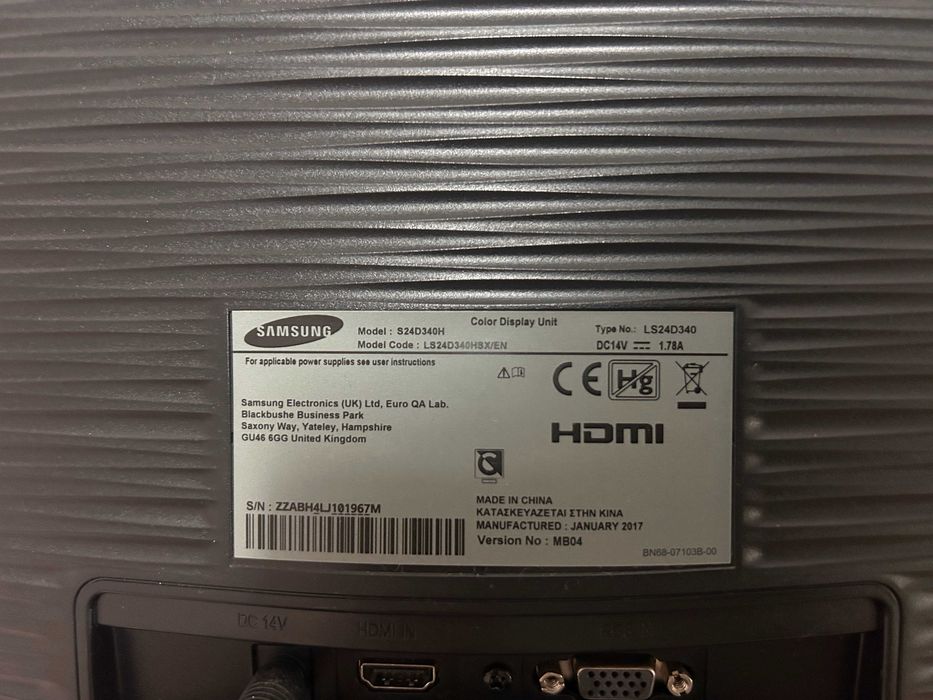 SAMSUNG
Color Display Unit
Model : S24D340H
Type No.: LS24D340
Model Code : LS24D340HSX/EN
DC14V ⎓ 1.78A
For applicable power supplies see user instructions
Hg
Samsung Electronics (UK) Ltd, Euro QA Lab.
Blackbushe Business Park
Saxony Way, Yateley, Hampshire
GU46 6GG United Kingdom
HDMI
S/N : ZZABH4LJ101967M
MADE IN CHINA
ΚΑΤΑΣΚΕΥΑΖΕΤΑΙ ΣΤΗΝ ΚΙΝΑ
MANUFACTURED : JANUARY 2017
Version No : MB04
BN68-07103B-00
DC 14V
HDMI IN